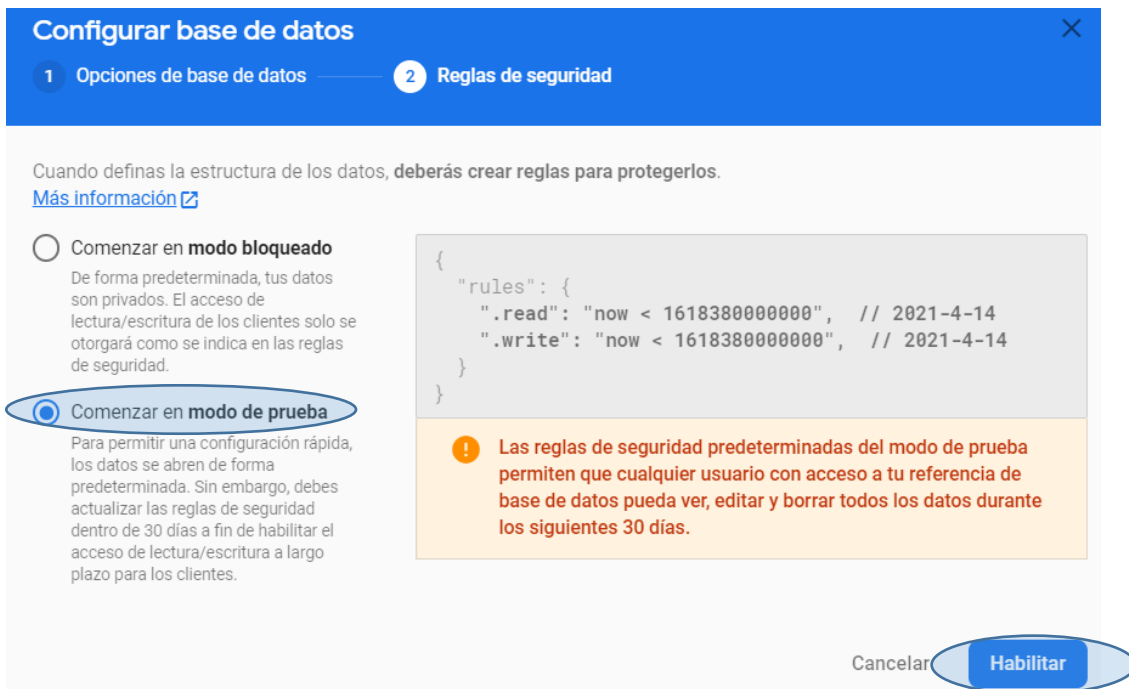 Configurar base de datos
1 Opciones de base de datos 2 Reglas de seguridad
Cuando definas la estructura de los datos, deberás crear reglas para protegerlos.
Más información
Comenzar en modo bloqueado
De forma predeterminada, tus datos
son privados. El acceso de
lectura/escritura de los clientes solo se
otorgará como se indica en las reglas
de seguridad.
Comenzar en modo de prueba
Para permitir una configuración rápida,
los datos se abren de forma
predeterminada. Sin embargo, debes
actualizar las reglas de seguridad
dentro de 30 días a fin de habilitar el
acceso de lectura/escritura a largo
plazo para los clientes.
{
"rules": {
".read": "now < 1618380000000", // 2021-4-14
".write": "now < 1618380000000", // 2021-4-14
}
}
Las reglas de seguridad predeterminadas del modo de prueba
permiten que cualquier usuario con acceso a tu referencia de
base de datos pueda ver, editar y borrar todos los datos durante
los siguientes 30 días.
Cancelar Habilitar